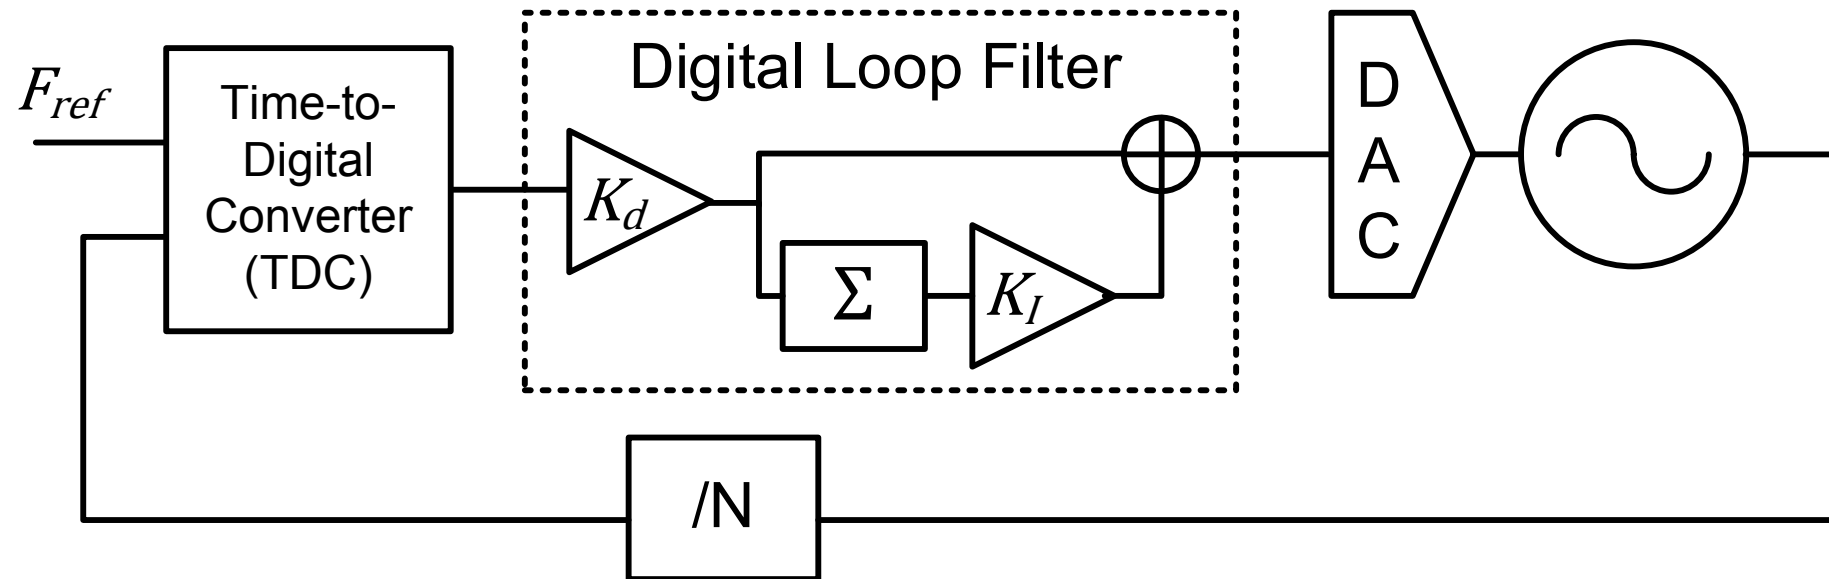 Digital Loop Filter
F_ref
Time-to-
Digital
Converter
(TDC)
K_d
Σ
K_I
D
A
C
/N